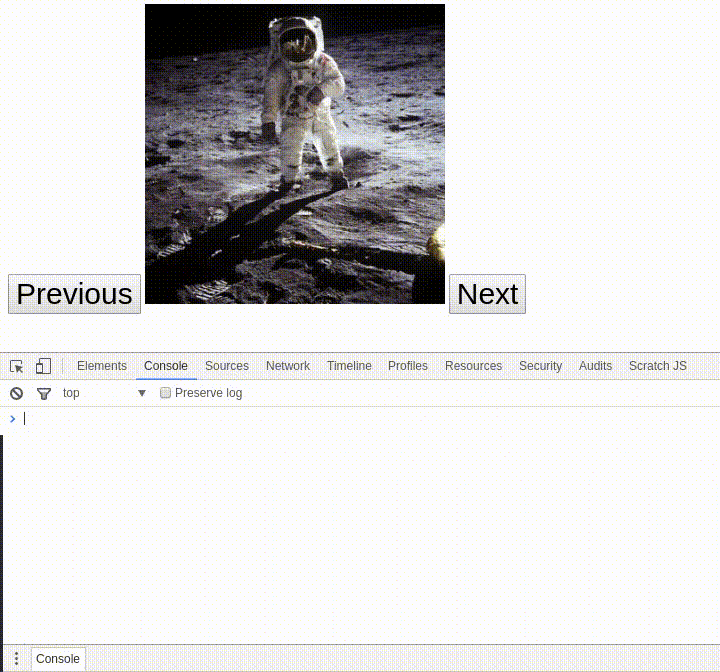 Previous Next
Elements Console Sources Network Timeline Profiles Resources Security Audits Scratch JS
top ▼ Preserve log
>
Console